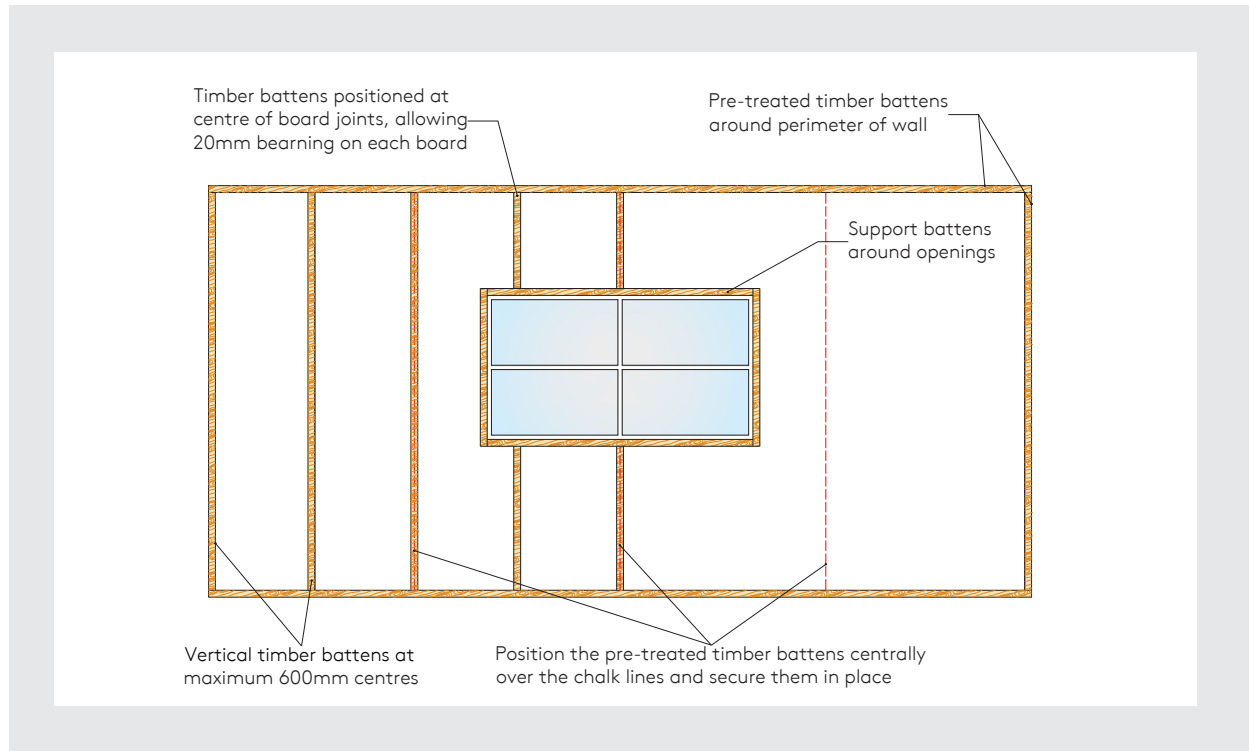 Timber battens positioned at
centre of board joints, allowing
20mm bearning on each board
Pre-treated timber battens
around perimeter of wall
Support battens
around openings
Vertical timber battens at
maximum 600mm centres
Position the pre-treated timber battens centrally
over the chalk lines and secure them in place